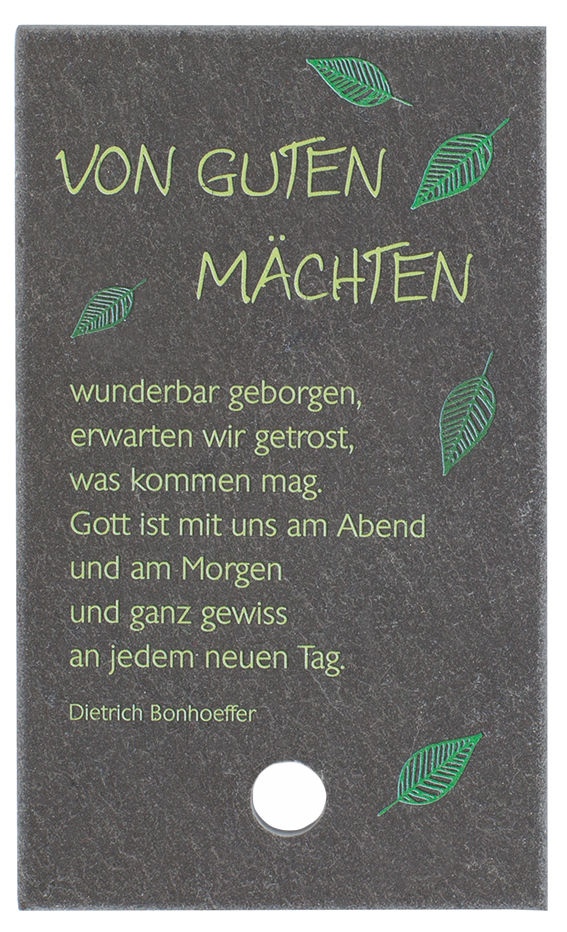 VON GUTEN
MÄCHTEN
wunderbar geborgen,
erwarten wir getrost,
was kommen mag.
Gott ist mit uns am Abend
und am Morgen
und ganz gewiss
an jedem neuen Tag.
Dietrich Bonhoeffer